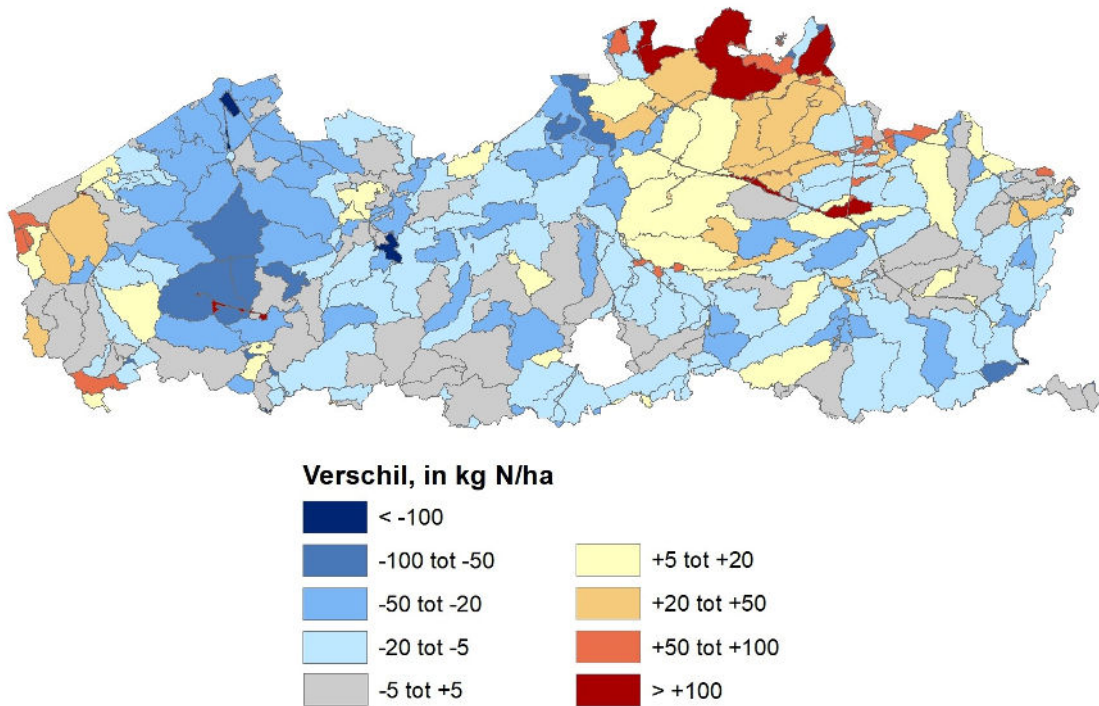 Verschil, in kg N/ha
< -100
-100 tot -50
-50 tot -20
-20 tot -5
-5 tot +5
+5 tot +20
+20 tot +50
+50 tot +100
> +100